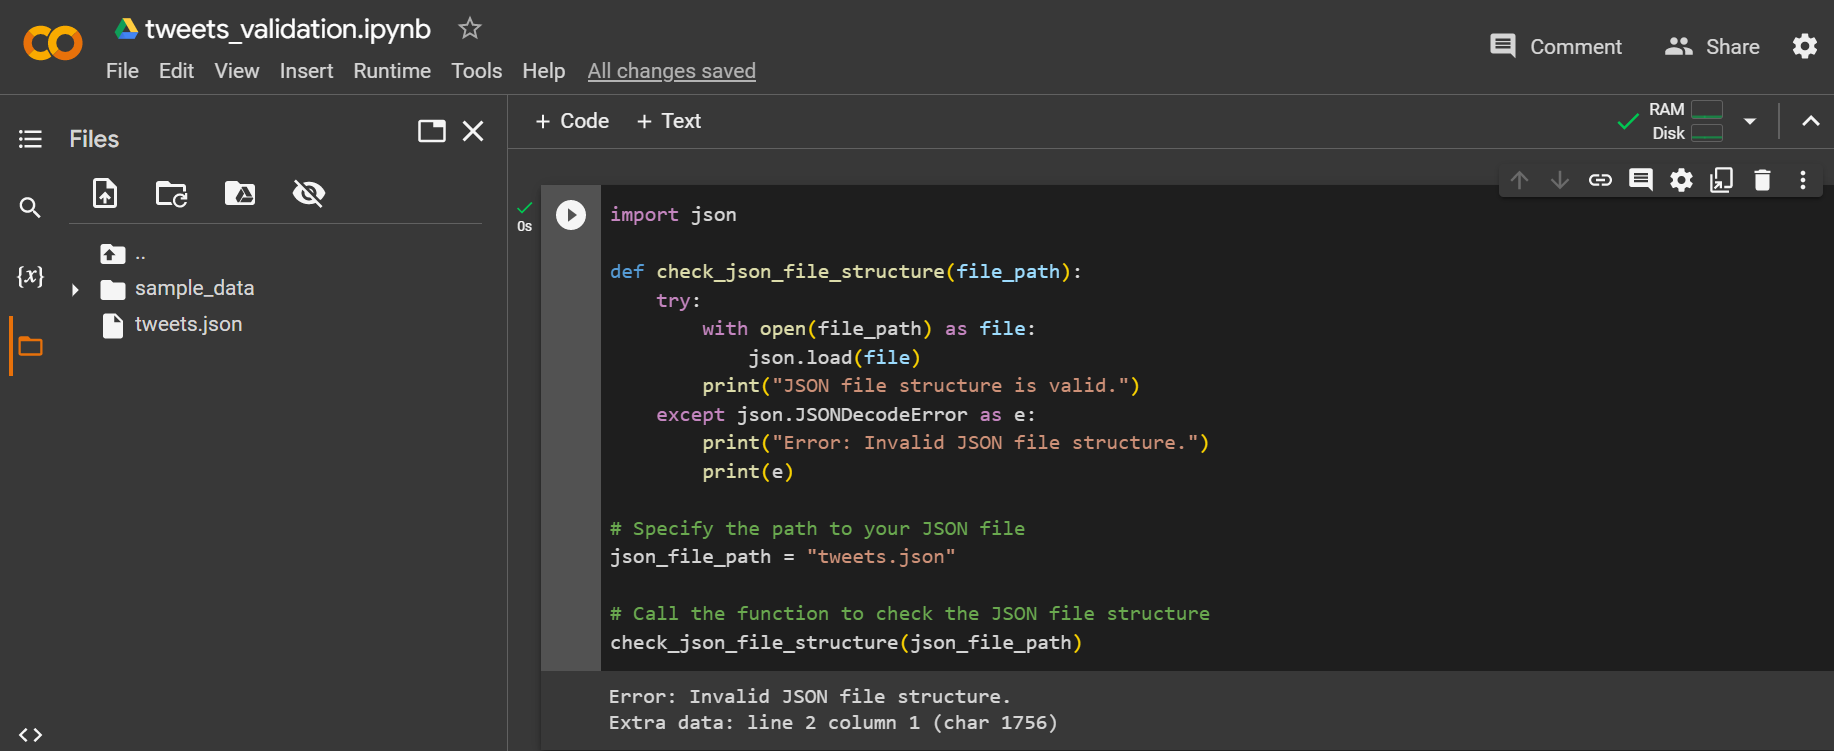 tweets_validation.ipynb
File Edit View Insert Runtime Tools Help All changes saved
Comment Share
Files
+ Code + Text
RAM
Disk
..
sample_data
tweets.json
{x}
0s
import json
def check_json_file_structure(file_path):
    try:
        with open(file_path) as file:
            json.load(file)
        print("JSON file structure is valid.")
    except json.JSONDecodeError as e:
        print("Error: Invalid JSON file structure.")
        print(e)
# Specify the path to your JSON file
json_file_path = "tweets.json"
# Call the function to check the JSON file structure
check_json_file_structure(json_file_path)
Error: Invalid JSON file structure.
Extra data: line 2 column 1 (char 1756)